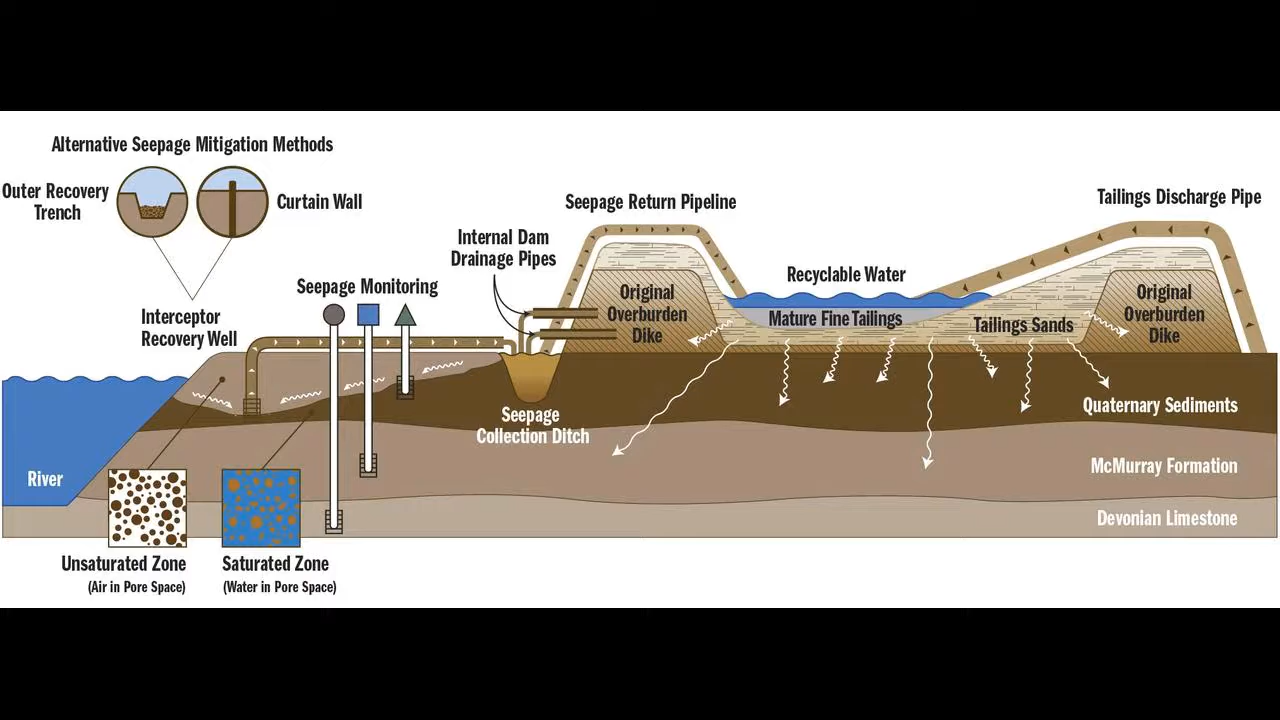 Alternative Seepage Mitigation Methods
Outer Recovery
Trench
Curtain Wall
Interceptor
Recovery Well
Seepage Monitoring
Internal Dam
Drainage Pipes
Seepage Return Pipeline
Tailings Discharge Pipe
Recyclable Water
Mature Fine Tailings
Tailings Sands
Original
Overburden
Dike
Original
Overburden
Dike
Seepage
Collection Ditch
Quaternary Sediments
McMurray Formation
Devonian Limestone
River
Unsaturated Zone
(Air in Pore Space)
Saturated Zone
(Water in Pore Space)